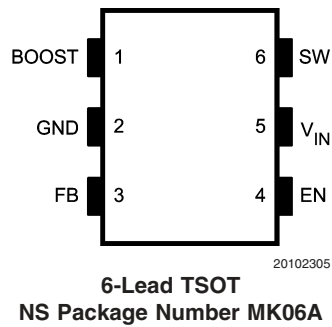 BOOST 1 6 SW
GND 2 5 VIN
FB 3 4 EN
20102305
6-Lead TSOT
NS Package Number MK06A